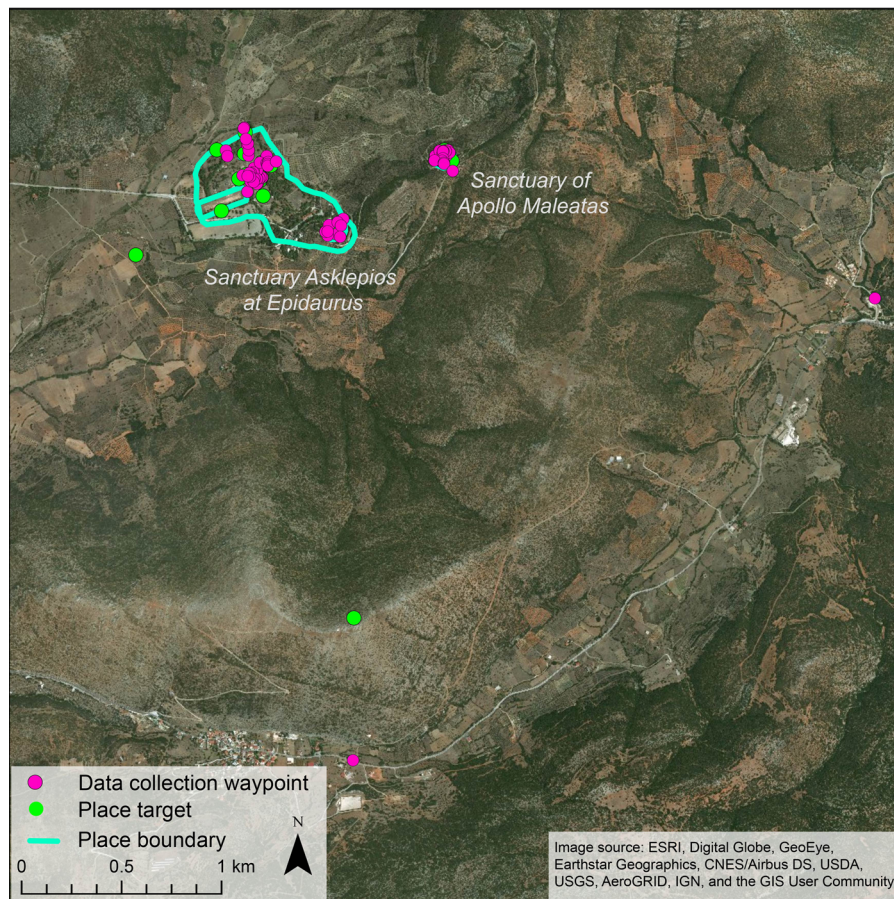 Sanctuary of
Apollo Maleatas
Sanctuary Asklepios
at Epidaurus
Data collection waypoint
Place target
Place boundary
N
0 0.5 1 km
Image source: ESRI, Digital Globe, GeoEye,
Earthstar Geographics, CNES/Airbus DS, USDA,
USGS, AeroGRID, IGN, and the GIS User Community